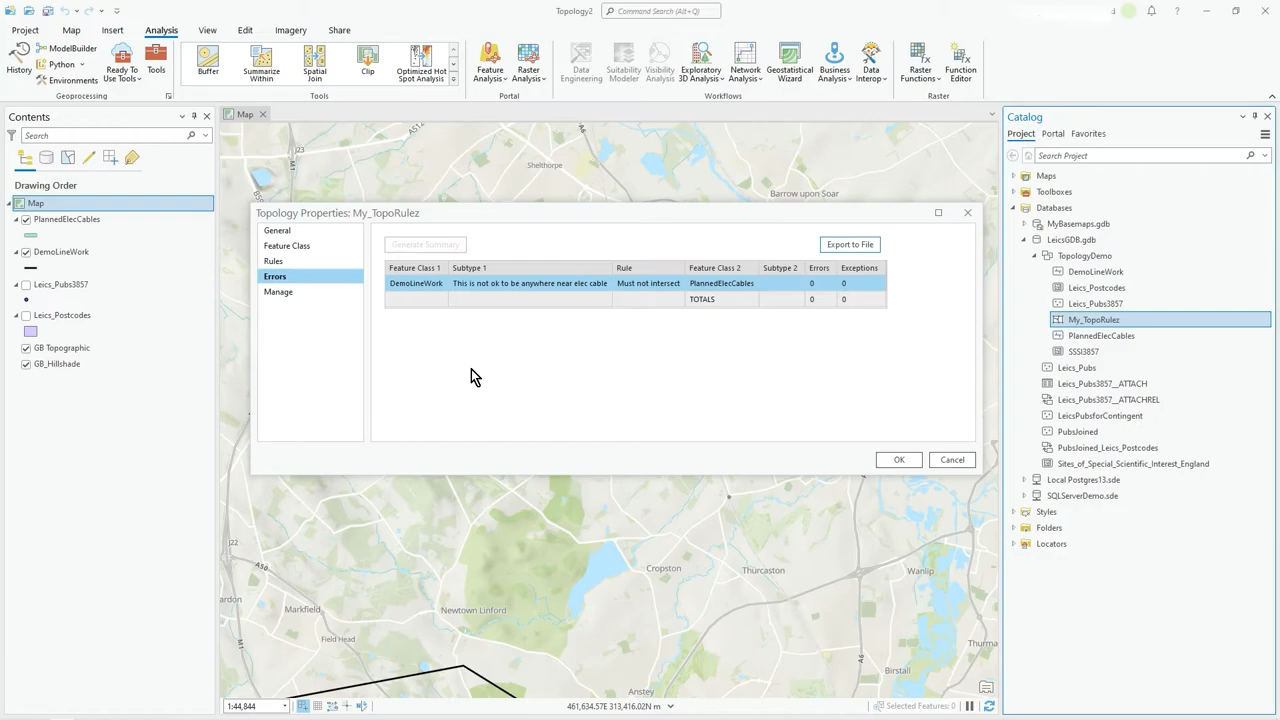 Topology2
Command Search (Alt+Q)
Project Map Insert Analysis View Edit Imagery Share
History
ModelBuilder
Python
Environments
Ready To Use Tools
Tools
Buffer
Summarize Within
Spatial Join
Clip
Optimized Hot Spot Analysis
Feature Analysis
Raster Analysis
Data Engineering
Suitability Modeler
Visibility Analysis
Exploratory 3D Analysis
Network Analysis
Geostatistical Wizard
Business Analysis
Data Interop
Raster Functions
Function Editor
Geoprocessing
Tools
Portal
Workflows
Raster
Contents
Search
Drawing Order
Map
PlannedElecCables
DemoLineWork
Leics_Pubs3857
Leics_Postcodes
GB Topographic
GB_Hillshade
Map
Shelthorpe
Barrow upon Soar
A6
M1
Topology Properties: My_TopoRulez
General
Feature Class
Rules
Errors
Manage
Generate Summary
Export to File
Feature Class 1 Subtype 1 Rule Feature Class 2 Subtype 2 Errors Exceptions
DemoLineWork This is not ok to be anywhere near elec cable Must not intersect PlannedElecCables 0 0
TOTALS 0 0
OK Cancel
J22
A50
Cropston
Thurcaston
Wanlip
Newtown Linford
Markfield
Field Head
Anstey
Birstall
M1
A6
1:44,844
461,634.57E 313,416.02N m
Selected Features: 0
Catalog
Project Portal Favorites
Search Project
Maps
Toolboxes
Databases
MyBasemaps.gdb
LeicsGDB.gdb
TopologyDemo
DemoLineWork
Leics_Postcodes
Leics_Pubs3857
My_TopoRulez
PlannedElecCables
SSSI3857
Leics_Pubs
Leics_Pubs3857__ATTACH
Leics_Pubs3857__ATTACHREL
LeicsPubsforContingent
PubsJoined
PubsJoined_Leics_Postcodes
Sites_of_Special_Scientific_Interest_England
Local Postgres13.sde
SQLServerDemo.sde
Styles
Folders
Locators